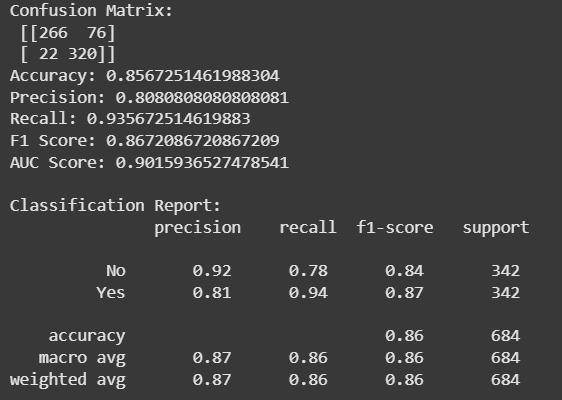 Confusion Matrix:
[[266 76]
[ 22 320]]
Accuracy: 0.8567251461988304
Precision: 0.8080808080808081
Recall: 0.935672514619883
F1 Score: 0.8672086720867209
AUC Score: 0.9015936527478541
Classification Report:
precision recall f1-score support
No 0.92 0.78 0.84 342
Yes 0.81 0.94 0.87 342
accuracy 0.86 684
macro avg 0.87 0.86 0.86 684
weighted avg 0.87 0.86 0.86 684